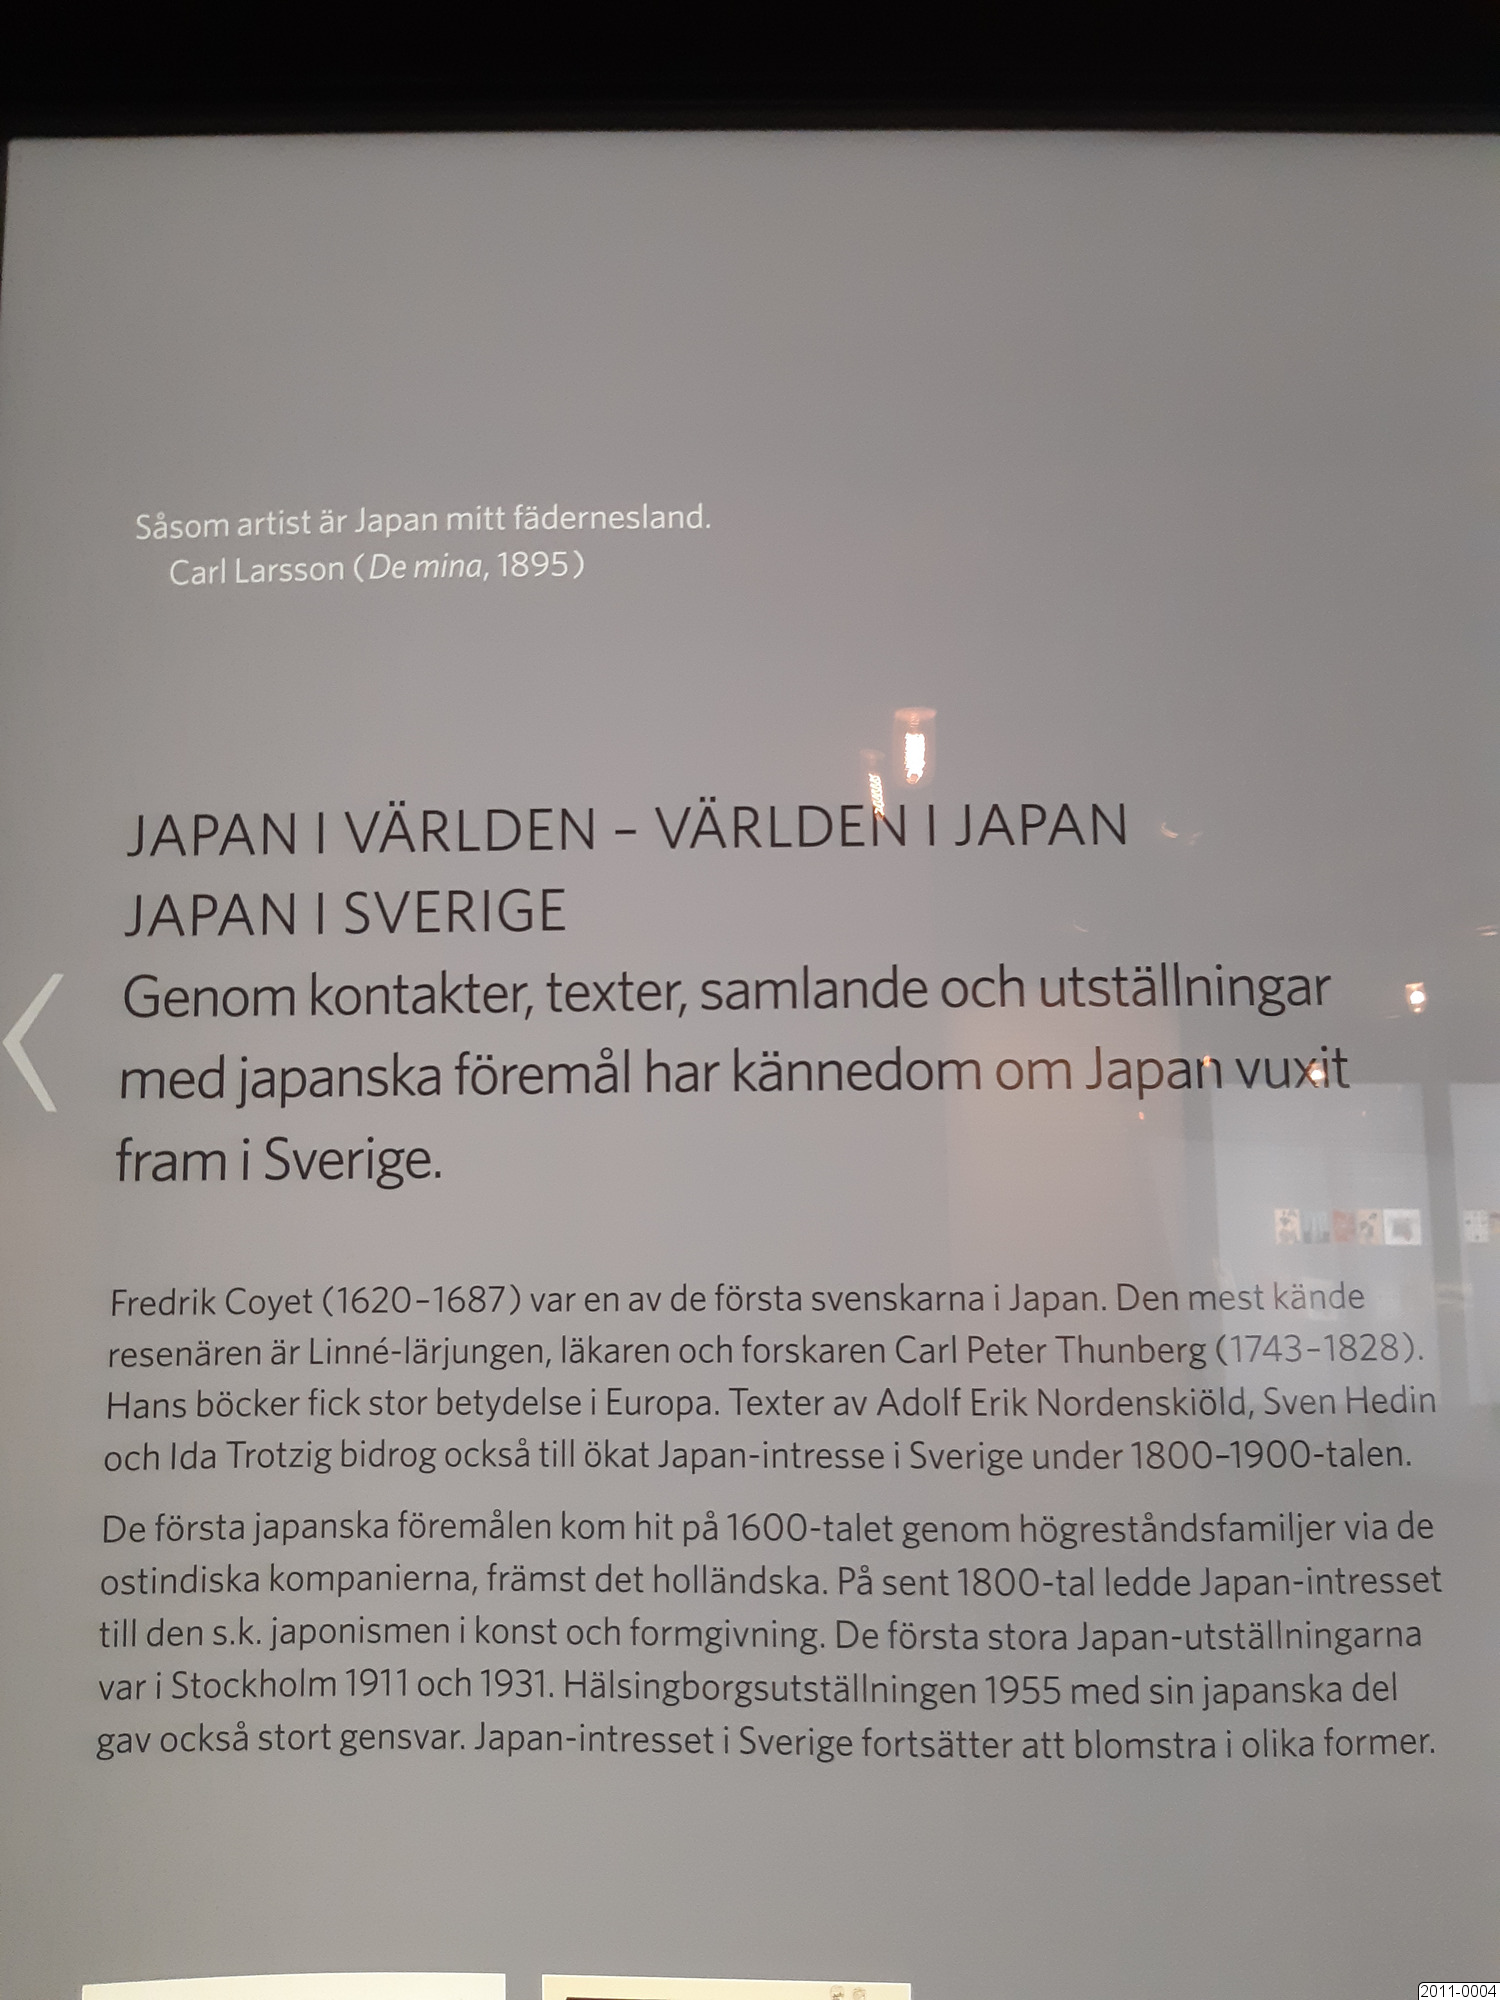 Såsom artist är Japan mitt fädernesland.
Carl Larsson (De mina, 1895)
JAPAN I VÄRLDEN – VÄRLDEN I JAPAN
JAPAN I SVERIGE
Genom kontakter, texter, samlande och utställningar
med japanska föremål har kännedom om Japan vuxit
fram i Sverige.
Fredrik Coyet (1620–1687) var en av de första svenskarna i Japan. Den mest kände
resenären är Linné-lärjungen, läkaren och forskaren Carl Peter Thunberg (1743–1828).
Hans böcker fick stor betydelse i Europa. Texter av Adolf Erik Nordenskiöld, Sven Hedin
och Ida Trotzig bidrog också till ökat Japan-intresse i Sverige under 1800–1900-talen.
De första japanska föremålen kom hit på 1600-talet genom högreståndsfamiljer via de
ostindiska kompanierna, främst det holländska. På sent 1800-tal ledde Japan-intresset
till den s.k. japonismen i konst och formgivning. De första stora Japan-utställningarna
var i Stockholm 1911 och 1931. Hälsingborgsutställningen 1955 med sin japanska del
gav också stort gensvar. Japan-intresset i Sverige fortsätter att blomstra i olika former.
2011-0004